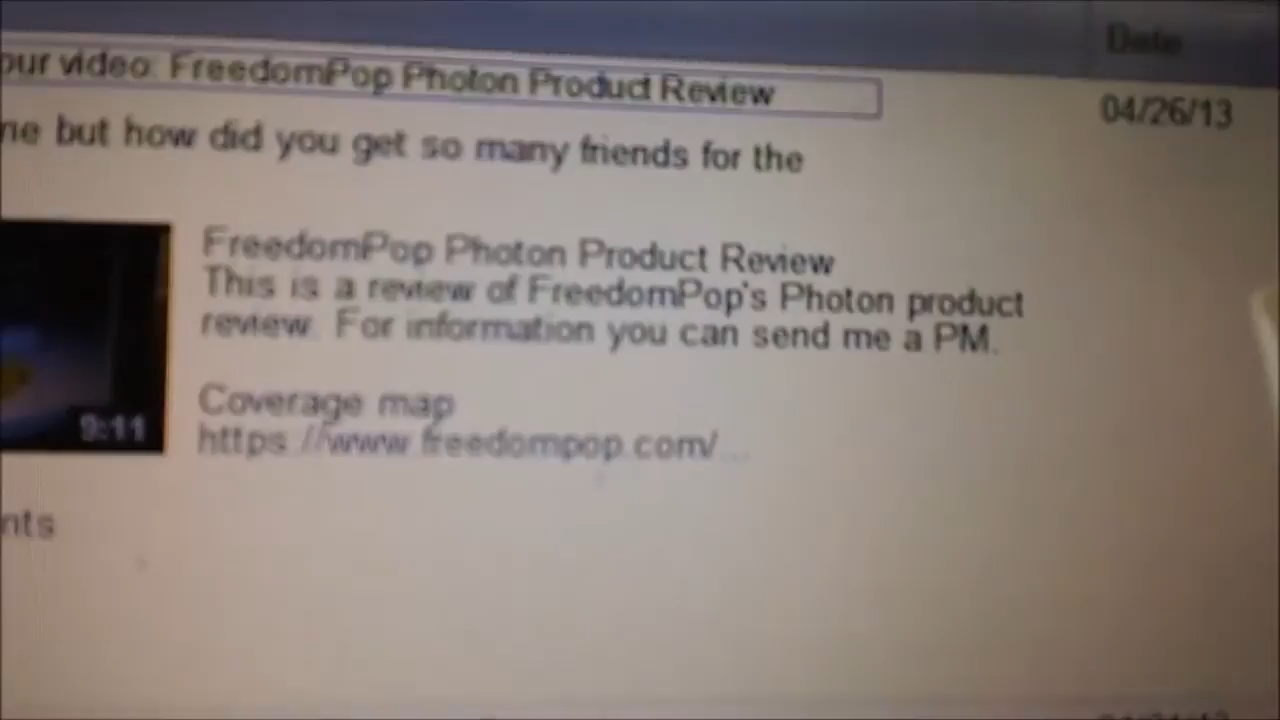 Date
our video: FreedomPop Photon Product Review
04/26/13
ne but how did you get so many friends for the
FreedomPop Photon Product Review
This is a review of FreedomPop's Photon product
review. For information you can send me a PM.
9:11
Coverage map
https://www.freedompop.com/...
nts